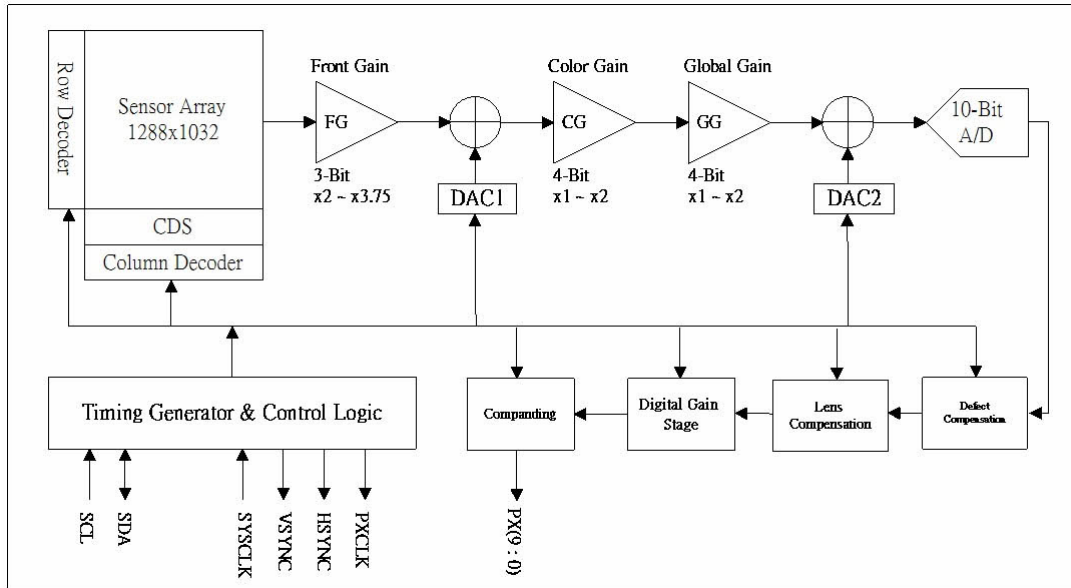 Row Decoder
Sensor Array
1288x1032
CDS
Column Decoder
Front Gain
FG
3-Bit
x2 ~ x3.75
DAC1
Color Gain
CG
4-Bit
x1 ~ x2
Global Gain
GG
4-Bit
x1 ~ x2
DAC2
10-Bit
A/D
Timing Generator & Control Logic
Companding
Digital Gain
Stage
Lens
Compensation
Defect
Compensation
SCL
SDA
SYSCLK
VSYNC
HSYNC
PXCLK
PX(9 : 0)